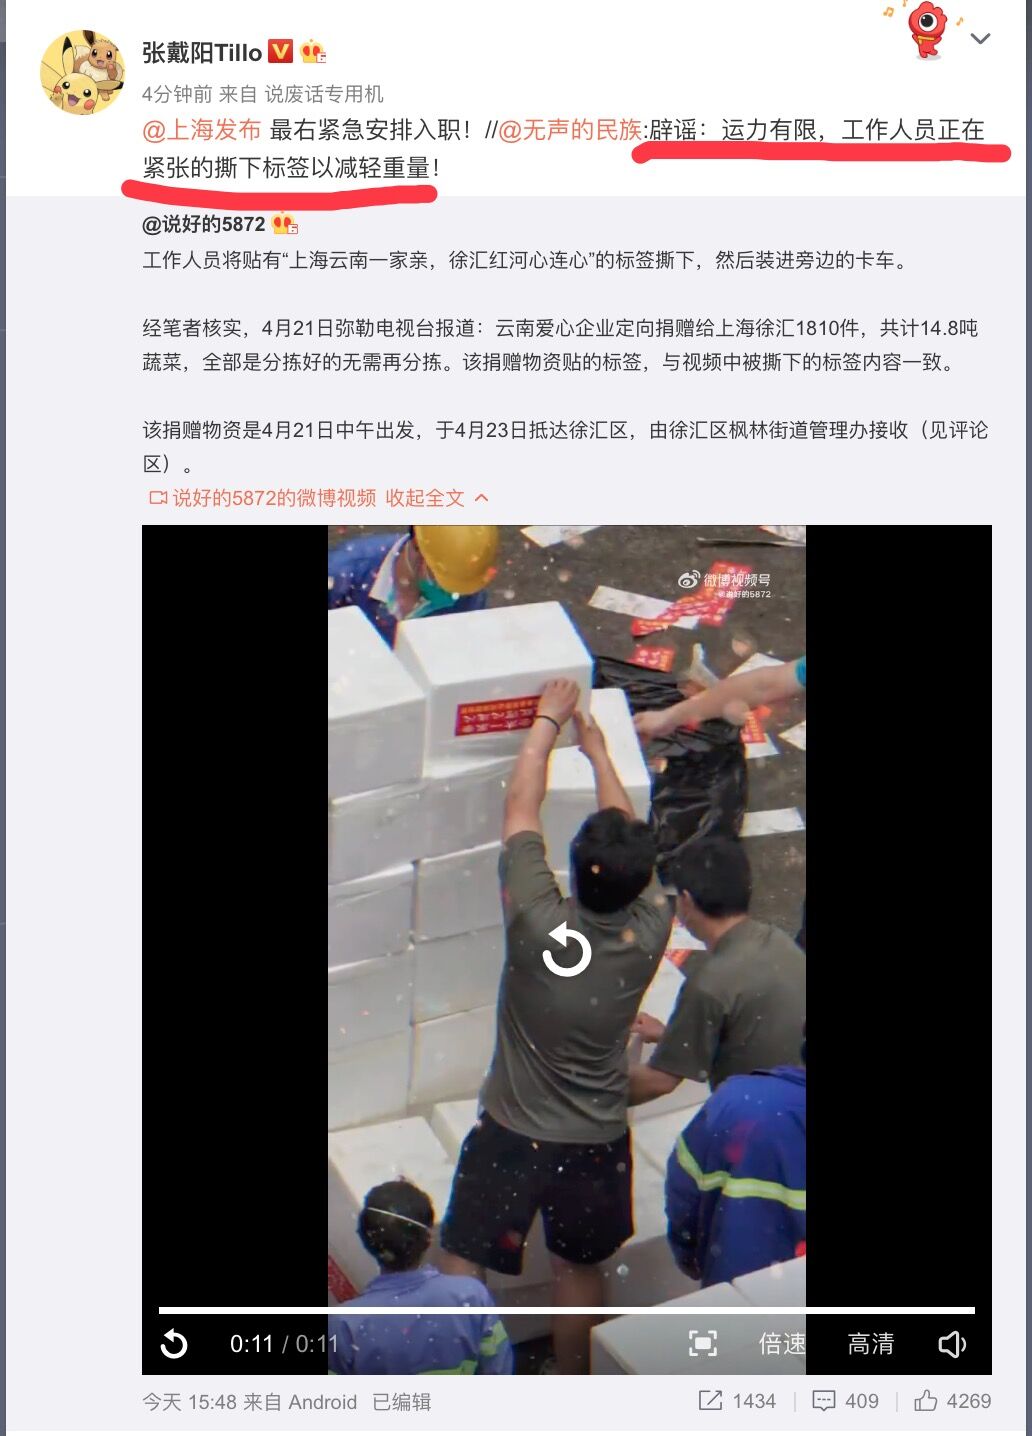 张戴阳Tillo
4分钟前 来自 说废话专用机
@上海发布 最右紧急安排入职！//@无声的民族:辟谣：运力有限，工作人员正在
紧张的撕下标签以减轻重量！
@说好的5872
工作人员将贴有“上海云南一家亲，徐汇红河心连心”的标签撕下，然后装进旁边的卡车。
经笔者核实，4月21日弥勒电视台报道：云南爱心企业定向捐赠给上海徐汇1810件，共计14.8吨
蔬菜，全部是分拣好的无需再分拣。该捐赠物资贴的标签，与视频中被撕下的标签内容一致。
该捐赠物资是4月21日中午出发，于4月23日抵达徐汇区，由徐汇区枫林街道管理办接收（见评论
区）。
说好的5872的微博视频 收起全文
微博视频号
@说好的5872
0:11 / 0:11 倍速 高清
今天 15:48 来自 Android 已编辑 1434 409 4269